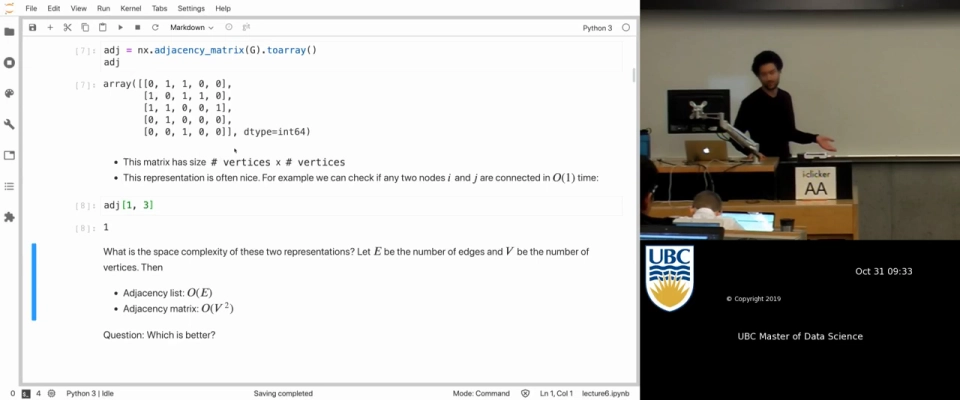 File Edit View Run Kernel Tabs Settings Help
Markdown
Python 3
[7]: adj = nx.adjacency_matrix(G).toarray()
adj
[7]: array([[0, 1, 1, 0, 0],
[1, 0, 1, 1, 0],
[1, 1, 0, 0, 1],
[0, 1, 0, 0, 0],
[0, 0, 1, 0, 0]], dtype=int64)
• This matrix has size # vertices x # vertices
• This representation is often nice. For example we can check if any two nodes i and j are connected in O(1) time:
[8]: adj[1, 3]
[8]: 1
What is the space complexity of these two representations? Let E be the number of edges and V be the number of
vertices. Then
• Adjacency list: O(E)
• Adjacency matrix: O(V²)
Question: Which is better?
0 4 Python 3 | Idle Saving completed Mode: Command Ln 1, Col 1 lecture6.ipynb
i-clicker
AA
UBC
Oct 31 09:33
© Copyright 2019
UBC Master of Data Science